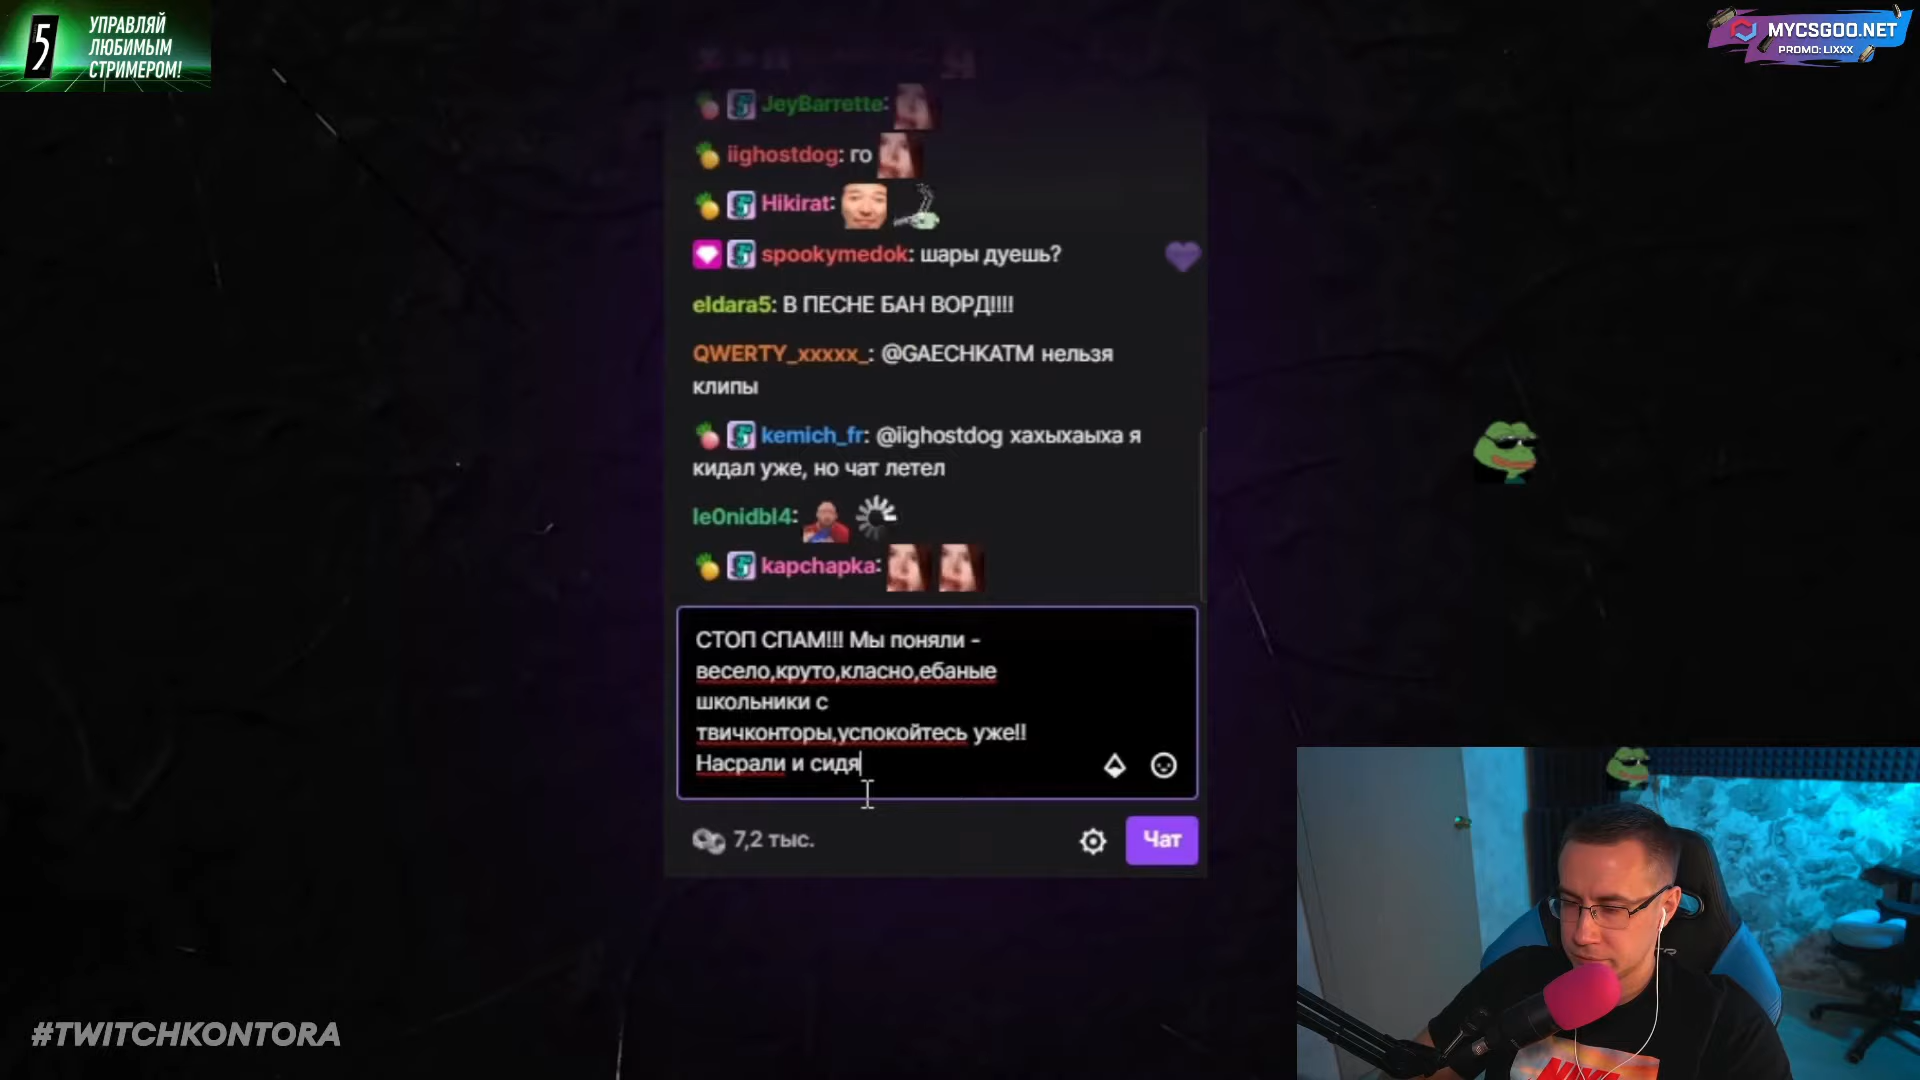 5 УПРАВЛЯЙ
ЛЮБИМЫМ
СТРИМЕРОМ!
MYCSGOO.NET
PROMO: LIXXX
JeyBarrette:
iighostdog: го
Hikirat:
spookymedok: шары дуешь?
eldara5: В ПЕСНЕ БАН ВОРД!!!!
QWERTY_xxxxx_: @GAECHKATM нельзя
клипы
kemich_fr: @iighostdog хахыхаыха я
кидал уже, но чат летел
le0nidbl4:
kapchapka:
СТОП СПАМ!!! Мы поняли -
весело,круто,класно,ебаные
школьники с
твичконторы,успокойтесь уже!!
Насрали и сидя
7,2 тыс.
Чат
#TWITCHKONTORA